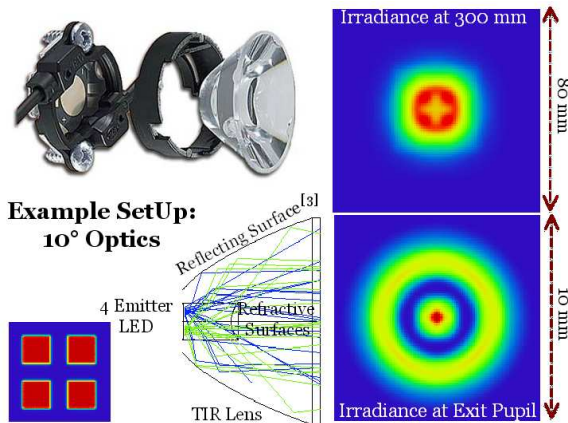 Irradiance at 300 mm
80 mm
Example SetUp:
10° Optics
[3]
Reflecting Surface
4 Emitter
LED
Refractive
Surfaces
TIR Lens
10 mm
Irradiance at Exit Pupil